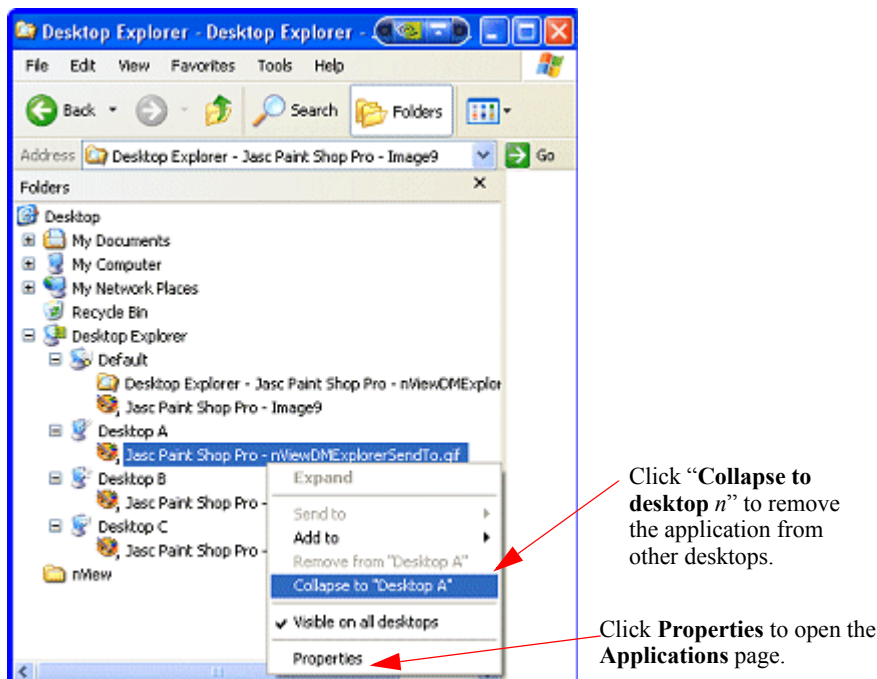 Desktop Explorer - Desktop Explorer -
File Edit View Favorites Tools Help
Back Search Folders
Address Desktop Explorer - Jasc Paint Shop Pro - Image9 Go
Folders
Desktop
My Documents
My Computer
My Network Places
Recycle Bin
Desktop Explorer
Default
Desktop Explorer - Jasc Paint Shop Pro - nViewDMExplor
Jasc Paint Shop Pro - Image9
Desktop A
Jasc Paint Shop Pro - nViewDMExplorerSendTo.gif
Desktop B
Jasc Paint Shop Pro -
Desktop C
Jasc Paint Shop Pro -
nView
Expand
Send to
Add to
Remove from "Desktop A"
Collapse to "Desktop A"
Visible on all desktops
Properties
Click “Collapse to
desktop n” to remove
the application from
other desktops.
Click Properties to open the
Applications page.